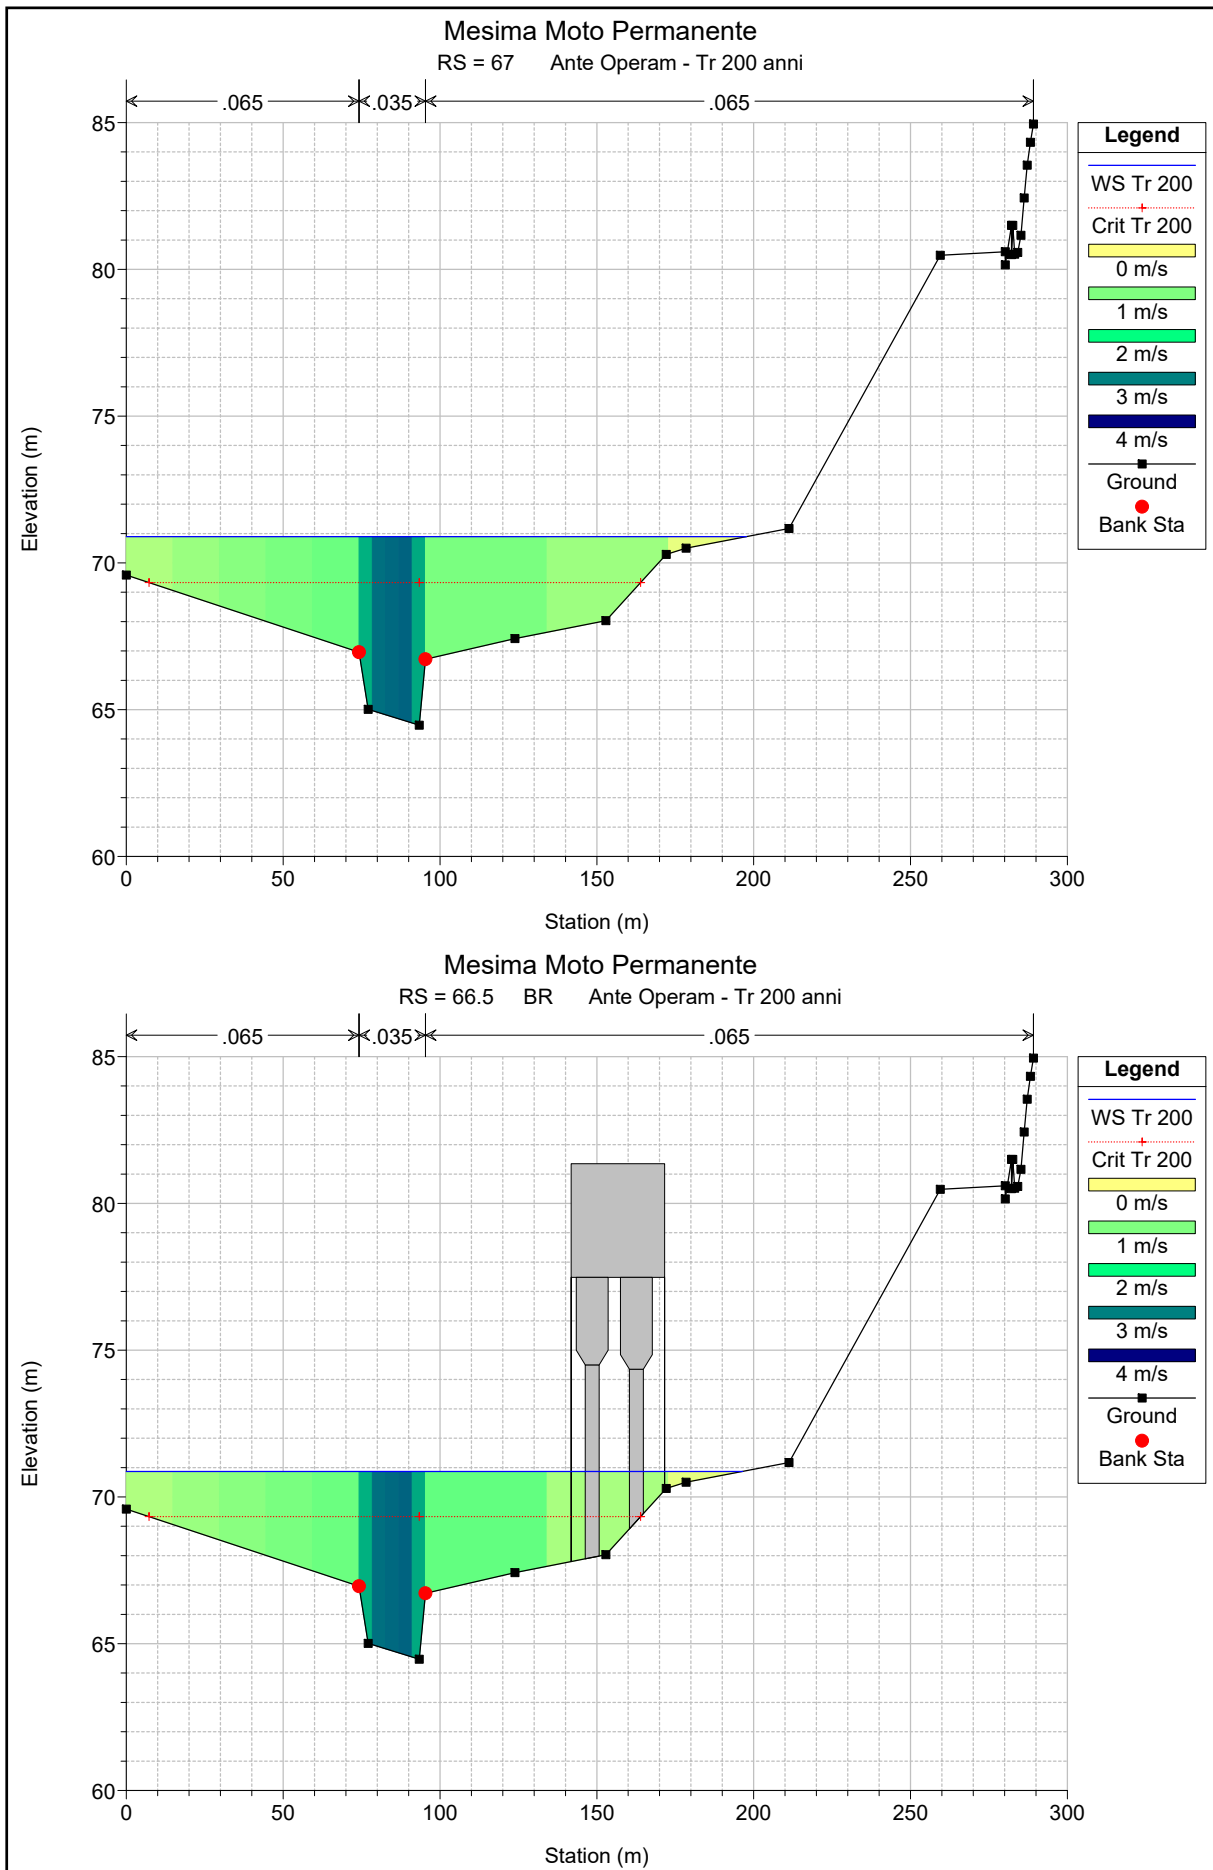 Mesima Moto Permanente
RS = 67 Ante Operam - Tr 200 anni
.065 .035 .065
85
80
75
70
65
60
0 50 100 150 200 250 300
Station (m)
Elevation (m)
Legend
WS Tr 200
Crit Tr 200
0 m/s
1 m/s
2 m/s
3 m/s
4 m/s
Ground
Bank Sta
Mesima Moto Permanente
RS = 66.5 BR Ante Operam - Tr 200 anni
.065 .035 .065
85
80
75
70
65
60
0 50 100 150 200 250 300
Station (m)
Elevation (m)
Legend
WS Tr 200
Crit Tr 200
0 m/s
1 m/s
2 m/s
3 m/s
4 m/s
Ground
Bank Sta